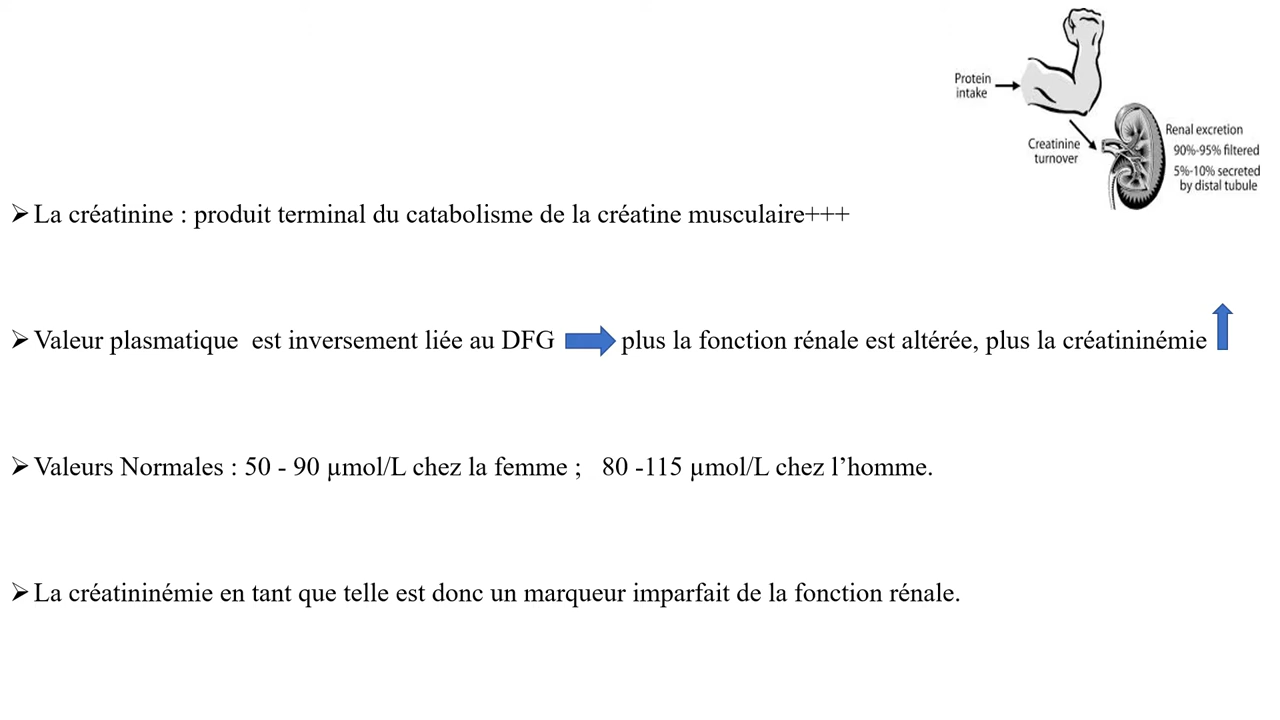 Protein
intake
Creatinine
turnover
Renal excretion
90%-95% filtered
5%-10% secreted
by distal tubule
➢ La créatinine : produit terminal du catabolisme de la créatine musculaire+++
➢ Valeur plasmatique  est inversement liée au DFG plus la fonction rénale est altérée, plus la créatininémie
➢ Valeurs Normales : 50 - 90 µmol/L chez la femme ;   80 -115 µmol/L chez l’homme.
➢ La créatininémie en tant que telle est donc un marqueur imparfait de la fonction rénale.